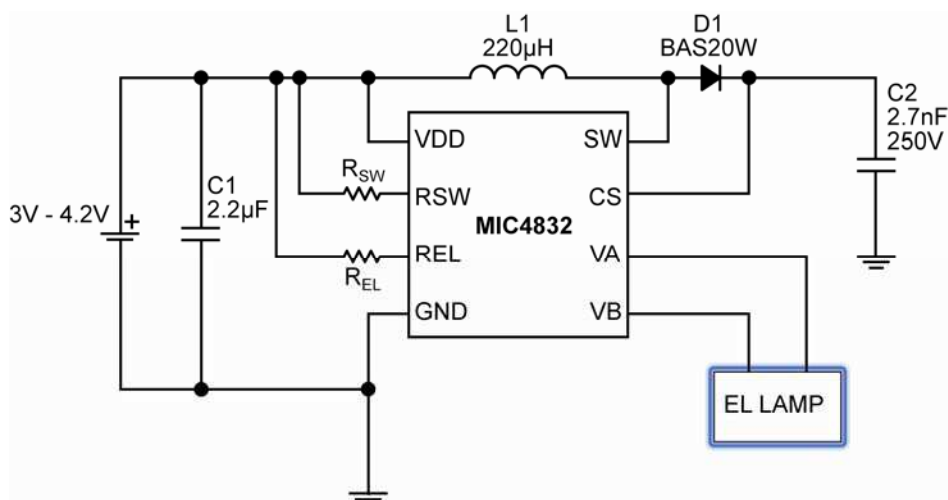 L1
220µH
D1
BAS20W
C2
2.7nF
250V
VDD
SW
RSW
RSW
CS
C1
2.2µF
3V - 4.2V
+
MIC4832
REL
VA
REL
GND
VB
EL LAMP